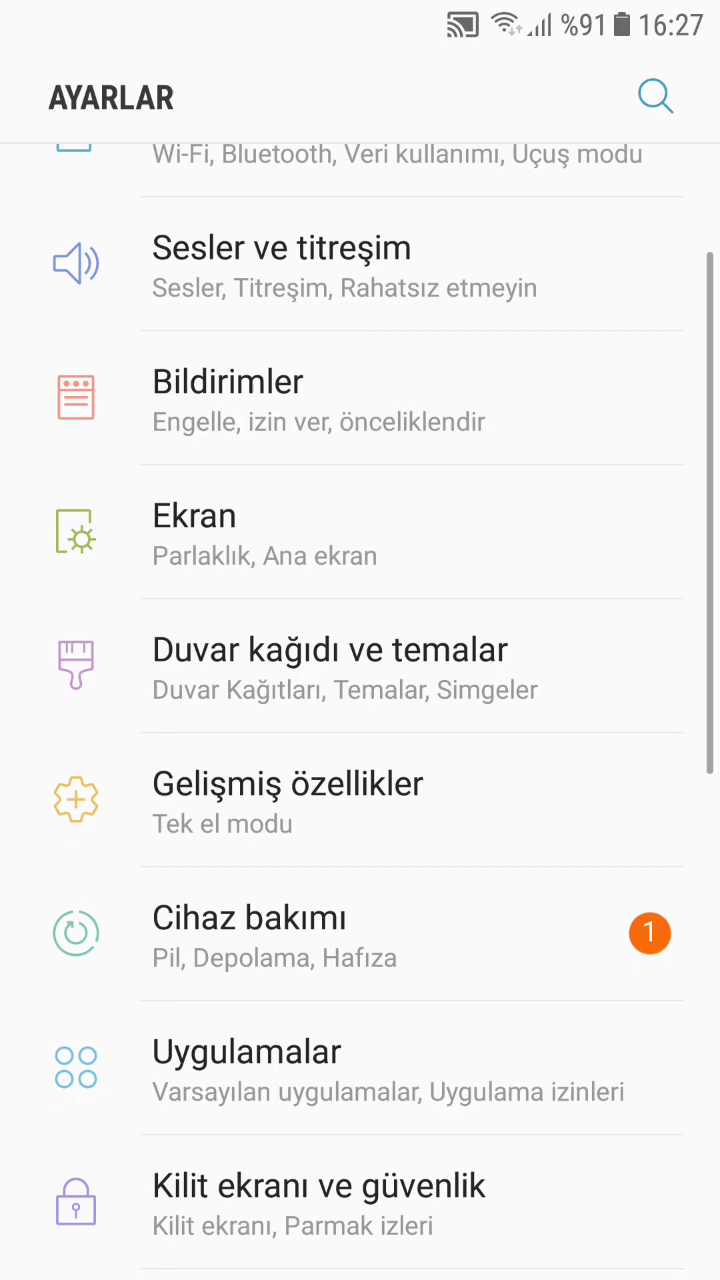 %91 16:27
AYARLAR
Wi-Fi, Bluetooth, Veri kullanımı, Uçuş modu
Sesler ve titreşim
Sesler, Titreşim, Rahatsız etmeyin
Bildirimler
Engelle, izin ver, önceliklendir
Ekran
Parlaklık, Ana ekran
Duvar kağıdı ve temalar
Duvar Kağıtları, Temalar, Simgeler
Gelişmiş özellikler
Tek el modu
Cihaz bakımı
1
Pil, Depolama, Hafıza
Uygulamalar
Varsayılan uygulamalar, Uygulama izinleri
Kilit ekranı ve güvenlik
Kilit ekranı, Parmak izleri